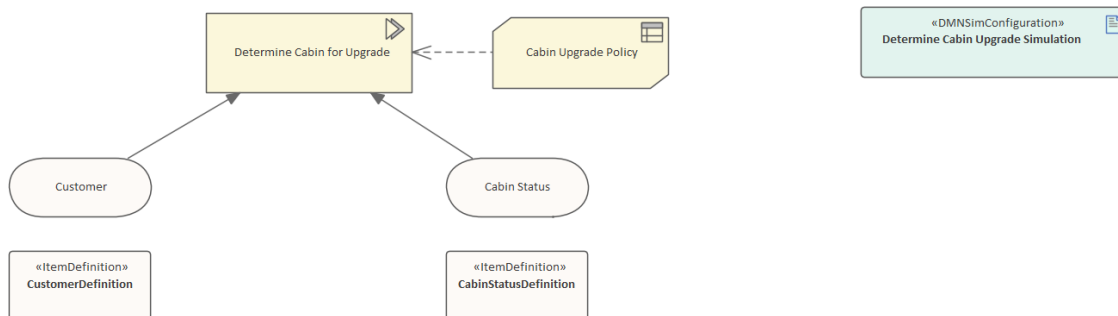 Determine Cabin for Upgrade
Cabin Upgrade Policy
«DMNSimConfiguration»
Determine Cabin Upgrade Simulation
Customer
Cabin Status
«ItemDefinition»
CustomerDefinition
«ItemDefinition»
CabinStatusDefinition